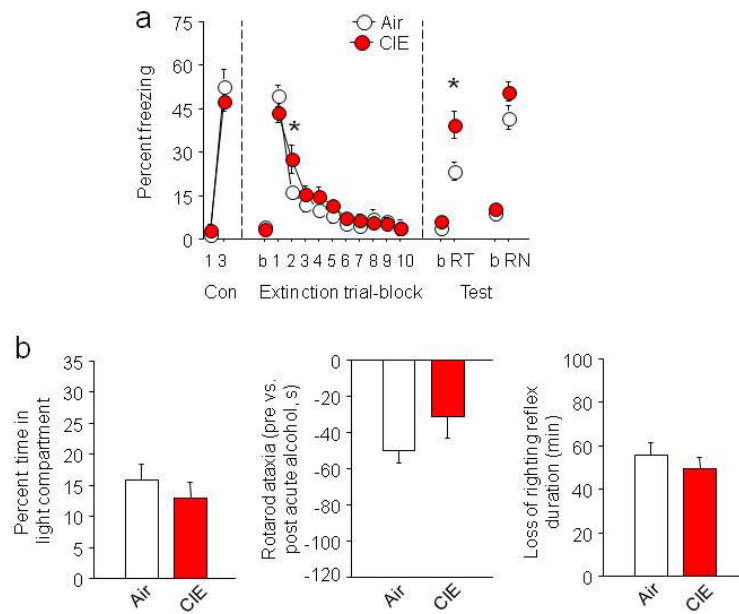 a
Air
CIE
Percent freezing
75
60
45
30
15
0
*
*
1 3 b 1 2 3 4 5 6 7 8 9 10 b RT b RN
Con Extinction trial-block Test
b
Percent time in
light compartment
35
30
25
20
15
10
5
0
Air CIE
Rotarod ataxia (pre vs.
post acute alcohol, s)
0
-20
-40
-60
-80
-100
-120
Air CIE
Loss of righting reflex
duration (min)
100
80
60
40
20
0
Air CIE